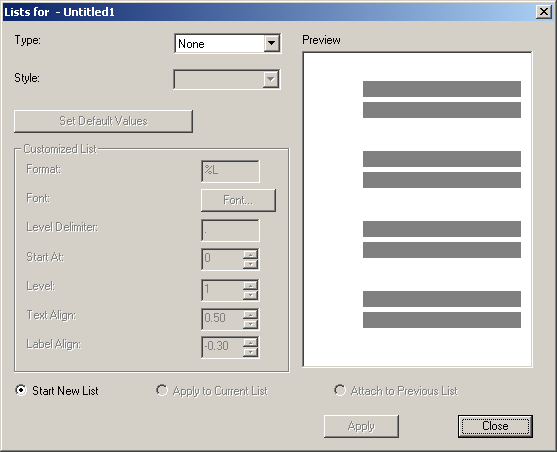 Lists for  - Untitled1
Type:
None
Preview
Style:
Set Default Values
Customized List
Format:
%L
Font:
Font...
Level Delimiter:
.
Start At:
0
Level:
1
Text Align:
0.50
Label Align:
-0.30
Start New List
Apply to Current List
Attach to Previous List
Apply
Close